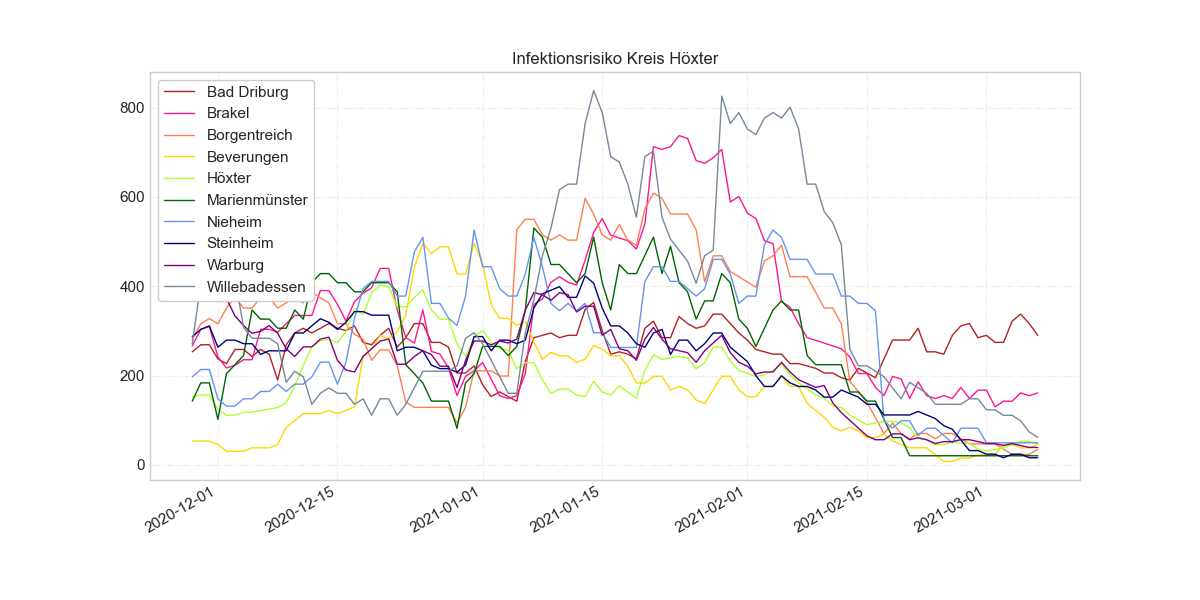 Infektionsrisiko Kreis Höxter
Bad Driburg
Brakel
Borgentreich
Beverungen
Höxter
Marienmünster
Nieheim
Steinheim
Warburg
Willebadessen
800
600
400
200
0
2020-12-01
2020-12-15
2021-01-01
2021-01-15
2021-02-01
2021-02-15
2021-03-01